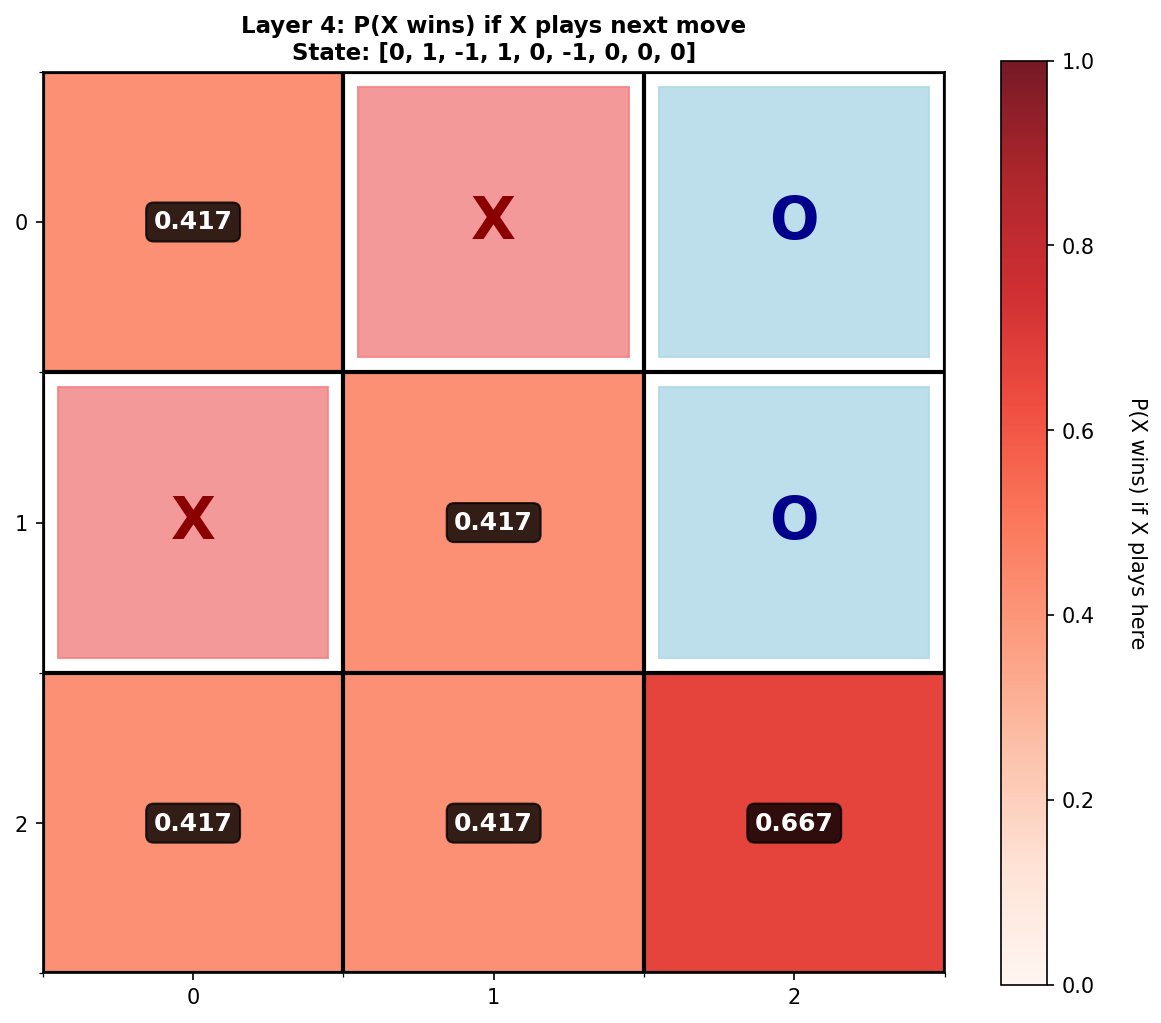 Layer 4: P(X wins) if X plays next move
State: [0, 1, -1, 1, 0, -1, 0, 0, 0]
0
0.417
X
O
1
X
0.417
O
2
0.417
0.417
0.667
0
1
2
1.0
0.8
0.6
0.4
0.2
0.0
P(X wins) if X plays here